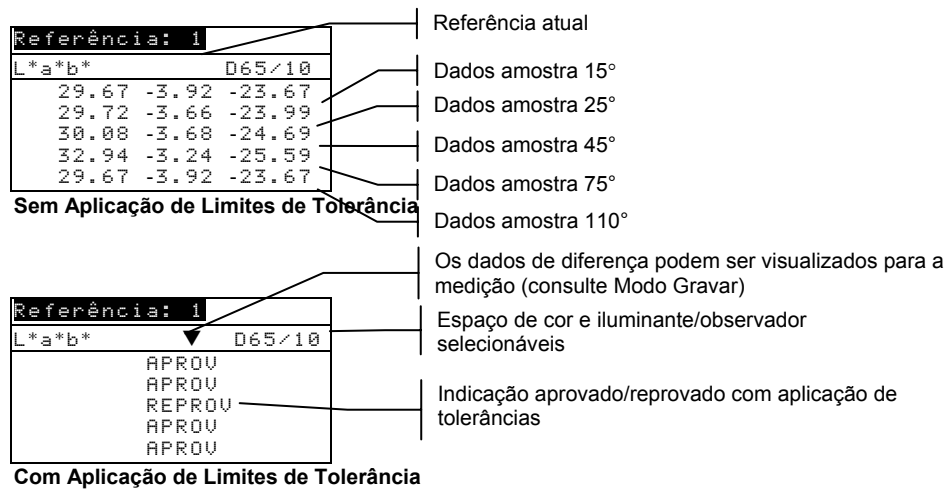 Referência: 1
L*a*b* D65/10
29.67 -3.92 -23.67
29.72 -3.66 -23.99
30.08 -3.68 -24.69
32.94 -3.24 -25.59
29.67 -3.92 -23.67
Sem Aplicação de Limites de Tolerância
Referência atual
Dados amostra 15°
Dados amostra 25°
Dados amostra 45°
Dados amostra 75°
Dados amostra 110°
Referência: 1
L*a*b* D65/10
APROV
APROV
REPROV
APROV
APROV
Com Aplicação de Limites de Tolerância
Os dados de diferença podem ser visualizados para a
medição (consulte Modo Gravar)
Espaço de cor e iluminante/observador
selecionáveis
Indicação aprovado/reprovado com aplicação de
tolerâncias